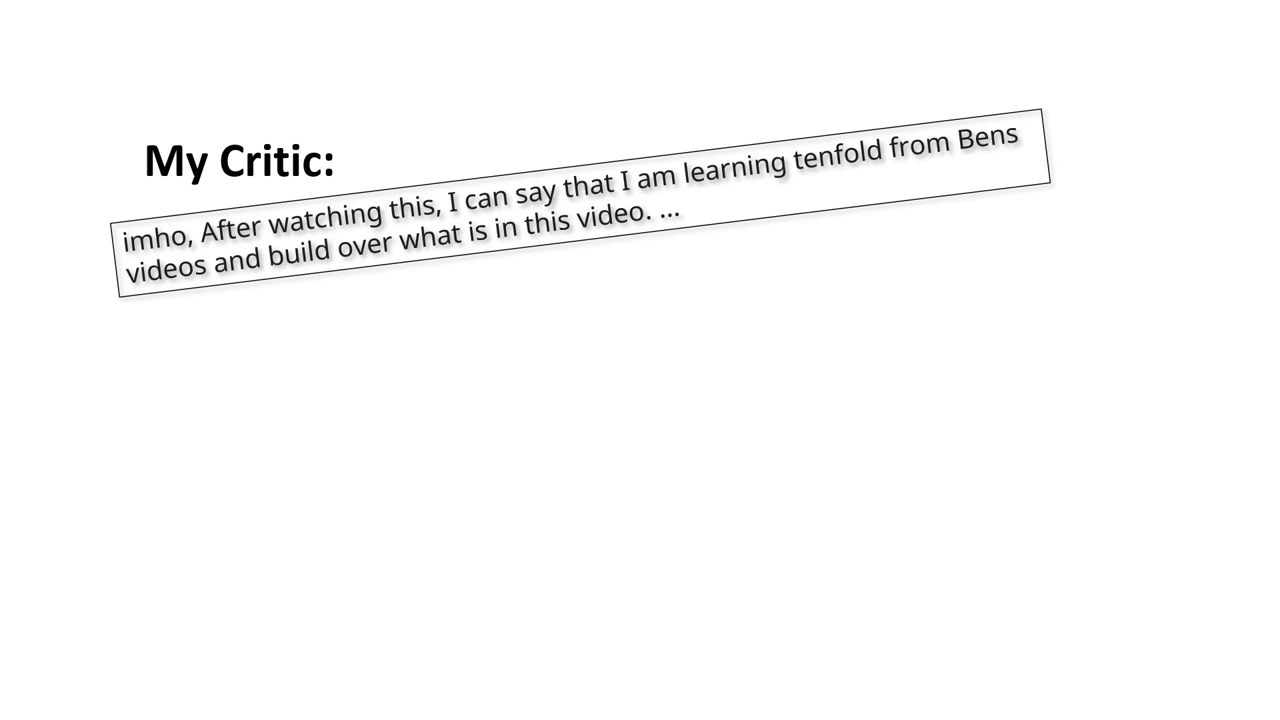 My Critic:
imho, After watching this, I can say that I am learning tenfold from Bens
videos and build over what is in this video. ...